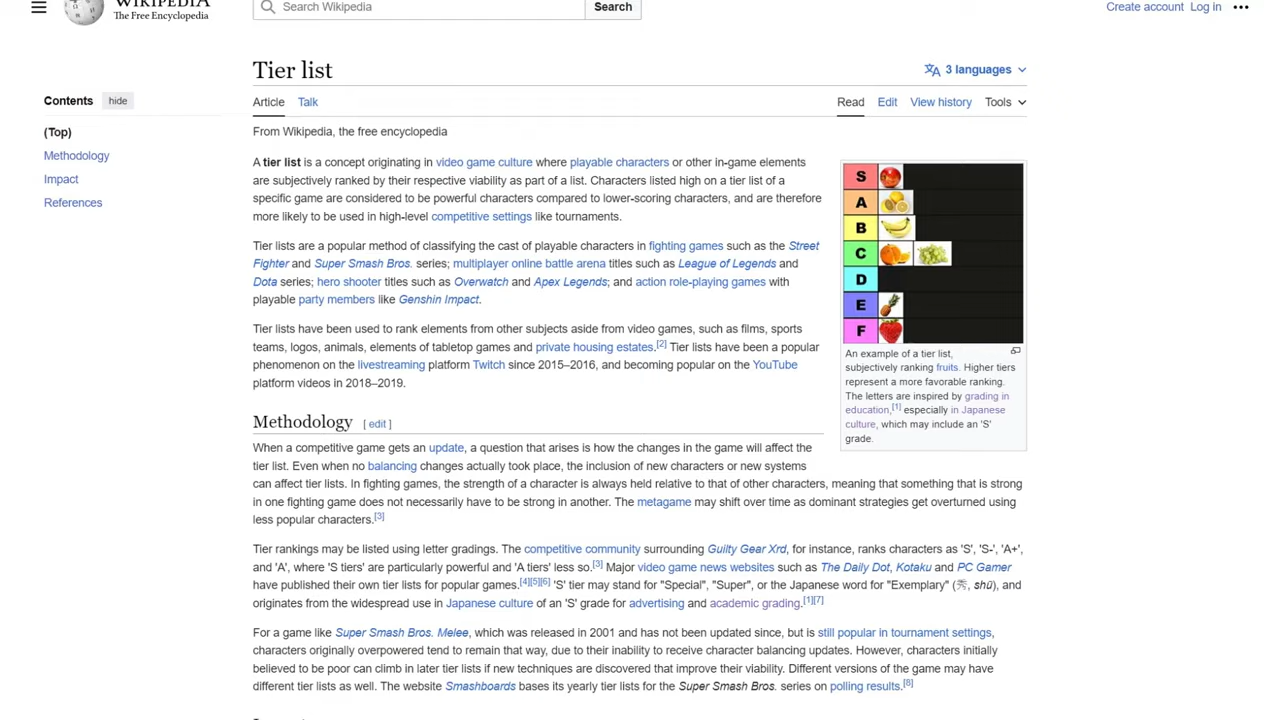 WIKIPEDIA
The Free Encyclopedia
Search Wikipedia
Search
Create account Log in
Contents hide
(Top)
Methodology
Impact
References
Tier list
3 languages
Article Talk
Read Edit View history Tools
From Wikipedia, the free encyclopedia
A tier list is a concept originating in video game culture where playable characters or other in-game elements
are subjectively ranked by their respective viability as part of a list. Characters listed high on a tier list of a
specific game are considered to be powerful characters compared to lower-scoring characters, and are therefore
more likely to be used in high-level competitive settings like tournaments.
Tier lists are a popular method of classifying the cast of playable characters in fighting games such as the Street
Fighter and Super Smash Bros. series; multiplayer online battle arena titles such as League of Legends and
Dota series; hero shooter titles such as Overwatch and Apex Legends; and action role-playing games with
playable party members like Genshin Impact.
Tier lists have been used to rank elements from other subjects aside from video games, such as films, sports
teams, logos, animals, elements of tabletop games and private housing estates.[2] Tier lists have been a popular
phenomenon on the livestreaming platform Twitch since 2015–2016, and becoming popular on the YouTube
platform videos in 2018–2019.
S
A
B
C
D
E
F
An example of a tier list,
subjectively ranking fruits. Higher tiers
represent a more favorable ranking.
The letters are inspired by grading in
education,[1] especially in Japanese
culture, which may include an 'S'
grade.
Methodology [ edit ]
When a competitive game gets an update, a question that arises is how the changes in the game will affect the
tier list. Even when no balancing changes actually took place, the inclusion of new characters or new systems
can affect tier lists. In fighting games, the strength of a character is always held relative to that of other characters, meaning that something that is strong
in one fighting game does not necessarily have to be strong in another. The metagame may shift over time as dominant strategies get overturned using
less popular characters.[3]
Tier rankings may be listed using letter gradings. The competitive community surrounding Guilty Gear Xrd, for instance, ranks characters as 'S', 'S-', 'A+',
and 'A', where 'S tiers' are particularly powerful and 'A tiers' less so.[3] Major video game news websites such as The Daily Dot, Kotaku and PC Gamer
have published their own tier lists for popular games.[4][5][6] 'S' tier may stand for "Special", "Super", or the Japanese word for "Exemplary" (秀, shū), and
originates from the widespread use in Japanese culture of an 'S' grade for advertising and academic grading.[1][7]
For a game like Super Smash Bros. Melee, which was released in 2001 and has not been updated since, but is still popular in tournament settings,
characters originally overpowered tend to remain that way, due to their inability to receive character balancing updates. However, characters initially
believed to be poor can climb in later tier lists if new techniques are discovered that improve their viability. Different versions of the game may have
different tier lists as well. The website Smashboards bases its yearly tier lists for the Super Smash Bros. series on polling results.[8]